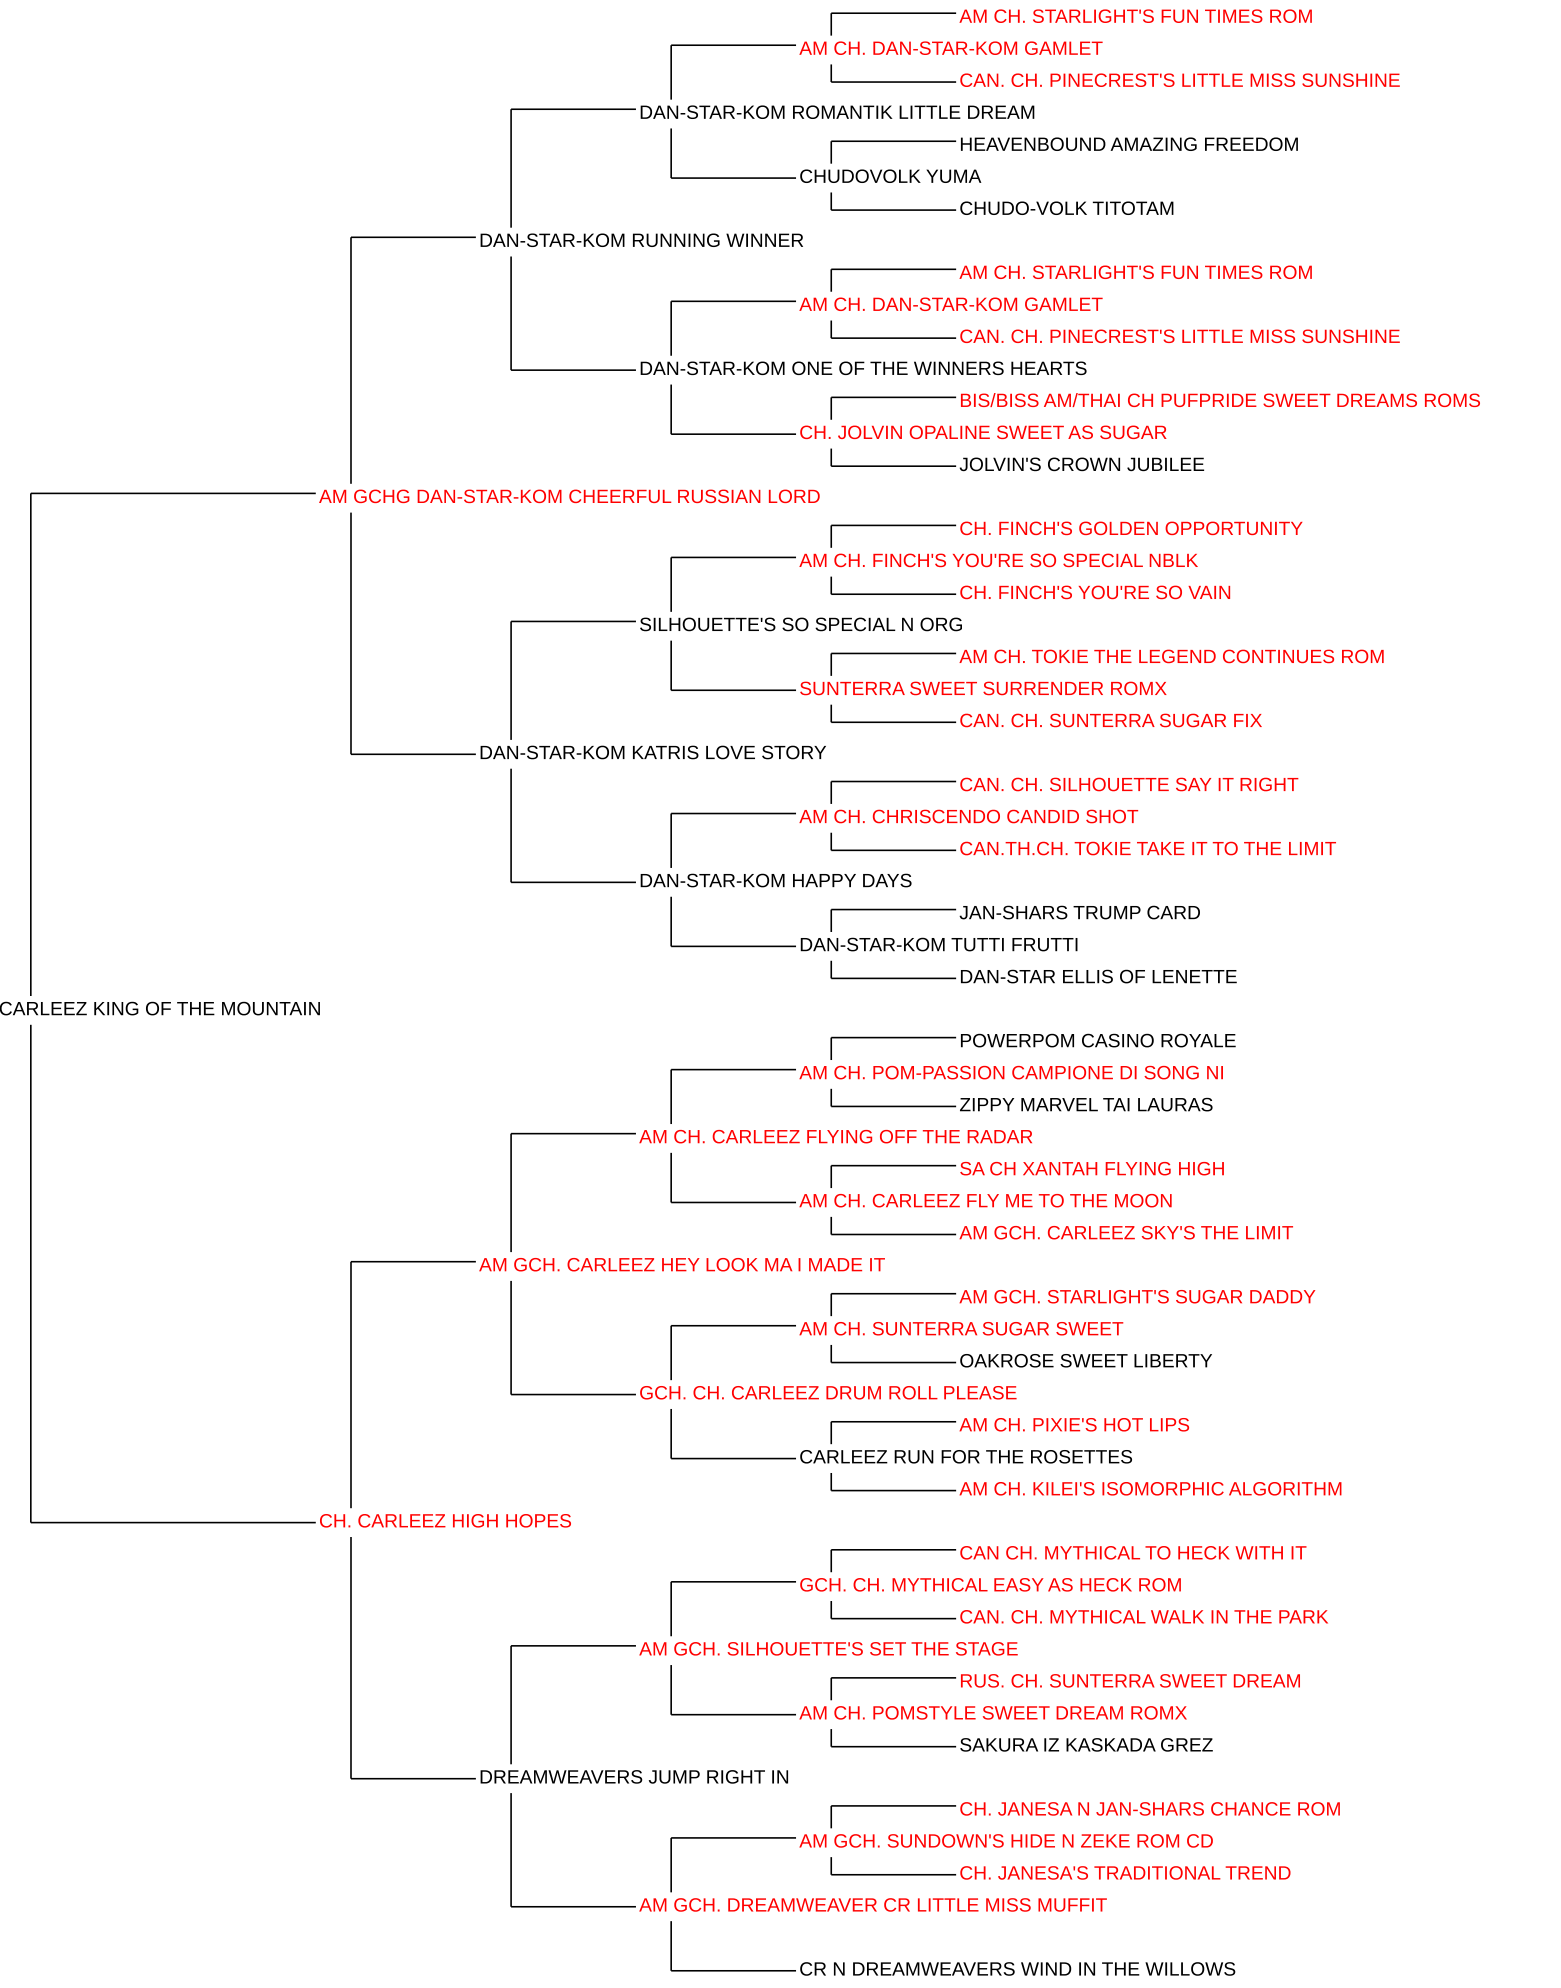 AM CH. STARLIGHT'S FUN TIMES ROM
AM CH. DAN-STAR-KOM GAMLET
CAN. CH. PINECREST'S LITTLE MISS SUNSHINE
DAN-STAR-KOM ROMANTIK LITTLE DREAM
HEAVENBOUND AMAZING FREEDOM
CHUDOVOLK YUMA
CHUDO-VOLK TITOTAM
DAN-STAR-KOM RUNNING WINNER
AM CH. STARLIGHT'S FUN TIMES ROM
AM CH. DAN-STAR-KOM GAMLET
CAN. CH. PINECREST'S LITTLE MISS SUNSHINE
DAN-STAR-KOM ONE OF THE WINNERS HEARTS
BIS/BISS AM/THAI CH PUFPRIDE SWEET DREAMS ROMS
CH. JOLVIN OPALINE SWEET AS SUGAR
JOLVIN'S CROWN JUBILEE
AM GCHG DAN-STAR-KOM CHEERFUL RUSSIAN LORD
CH. FINCH'S GOLDEN OPPORTUNITY
AM CH. FINCH'S YOU'RE SO SPECIAL NBLK
CH. FINCH'S YOU'RE SO VAIN
SILHOUETTE'S SO SPECIAL N ORG
AM CH. TOKIE THE LEGEND CONTINUES ROM
SUNTERRA SWEET SURRENDER ROMX
CAN. CH. SUNTERRA SUGAR FIX
DAN-STAR-KOM KATRIS LOVE STORY
CAN. CH. SILHOUETTE SAY IT RIGHT
AM CH. CHRISCENDO CANDID SHOT
CAN.TH.CH. TOKIE TAKE IT TO THE LIMIT
DAN-STAR-KOM HAPPY DAYS
JAN-SHARS TRUMP CARD
DAN-STAR-KOM TUTTI FRUTTI
DAN-STAR ELLIS OF LENETTE
CARLEEZ KING OF THE MOUNTAIN
POWERPOM CASINO ROYALE
AM CH. POM-PASSION CAMPIONE DI SONG NI
ZIPPY MARVEL TAI LAURAS
AM CH. CARLEEZ FLYING OFF THE RADAR
SA CH XANTAH FLYING HIGH
AM CH. CARLEEZ FLY ME TO THE MOON
AM GCH. CARLEEZ SKY'S THE LIMIT
AM GCH. CARLEEZ HEY LOOK MA I MADE IT
AM GCH. STARLIGHT'S SUGAR DADDY
AM CH. SUNTERRA SUGAR SWEET
OAKROSE SWEET LIBERTY
GCH. CH. CARLEEZ DRUM ROLL PLEASE
AM CH. PIXIE'S HOT LIPS
CARLEEZ RUN FOR THE ROSETTES
AM CH. KILEI'S ISOMORPHIC ALGORITHM
CH. CARLEEZ HIGH HOPES
CAN CH. MYTHICAL TO HECK WITH IT
GCH. CH. MYTHICAL EASY AS HECK ROM
CAN. CH. MYTHICAL WALK IN THE PARK
AM GCH. SILHOUETTE'S SET THE STAGE
RUS. CH. SUNTERRA SWEET DREAM
AM CH. POMSTYLE SWEET DREAM ROMX
SAKURA IZ KASKADA GREZ
DREAMWEAVERS JUMP RIGHT IN
CH. JANESA N JAN-SHARS CHANCE ROM
AM GCH. SUNDOWN'S HIDE N ZEKE ROM CD
CH. JANESA'S TRADITIONAL TREND
AM GCH. DREAMWEAVER CR LITTLE MISS MUFFIT
CR N DREAMWEAVERS WIND IN THE WILLOWS